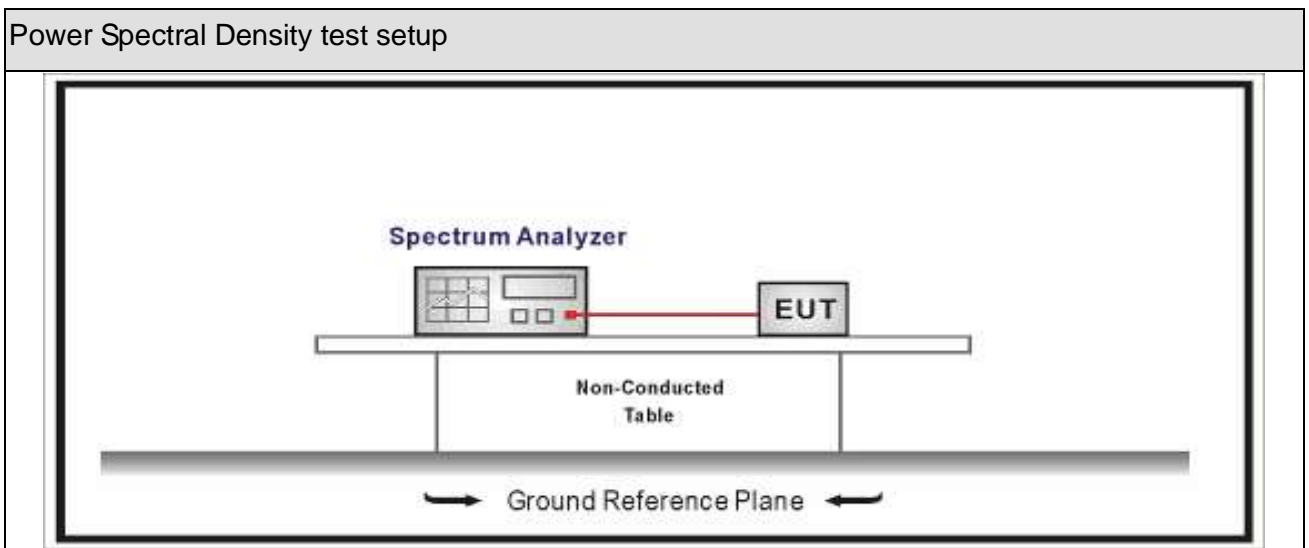 Power Spectral Density test setup
Spectrum Analyzer
EUT
Non-Conducted
Table
Ground Reference Plane